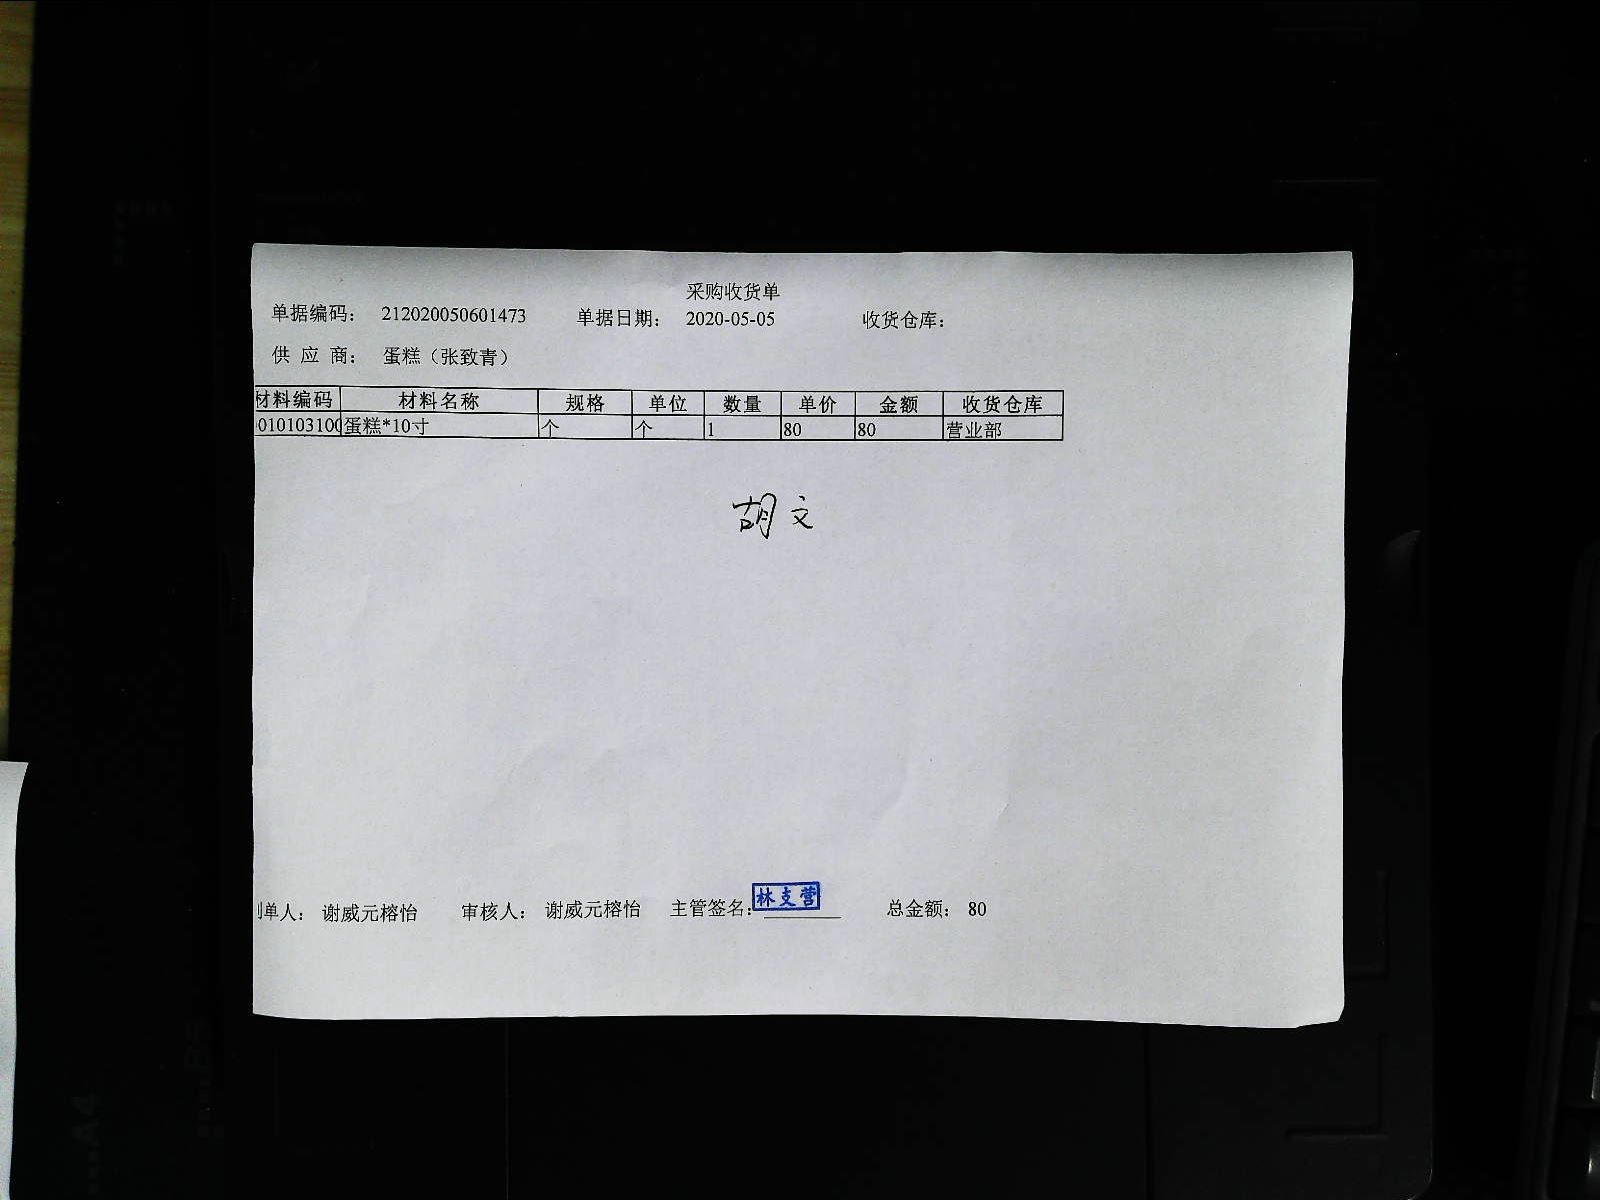 采购收货单
单据编码: 212020050601473 单据日期: 2020-05-05 收货仓库:
供 应 商: 蛋糕（张致青）
材料编码 材料名称 规格 单位 数量 单价 金额 收货仓库
010103100 蛋糕*10寸 个 个 1 80 80 营业部
胡文
制单人: 谢威元榕怡 审核人: 谢威元榕怡 主管签名: 林支营 总金额: 80
A4